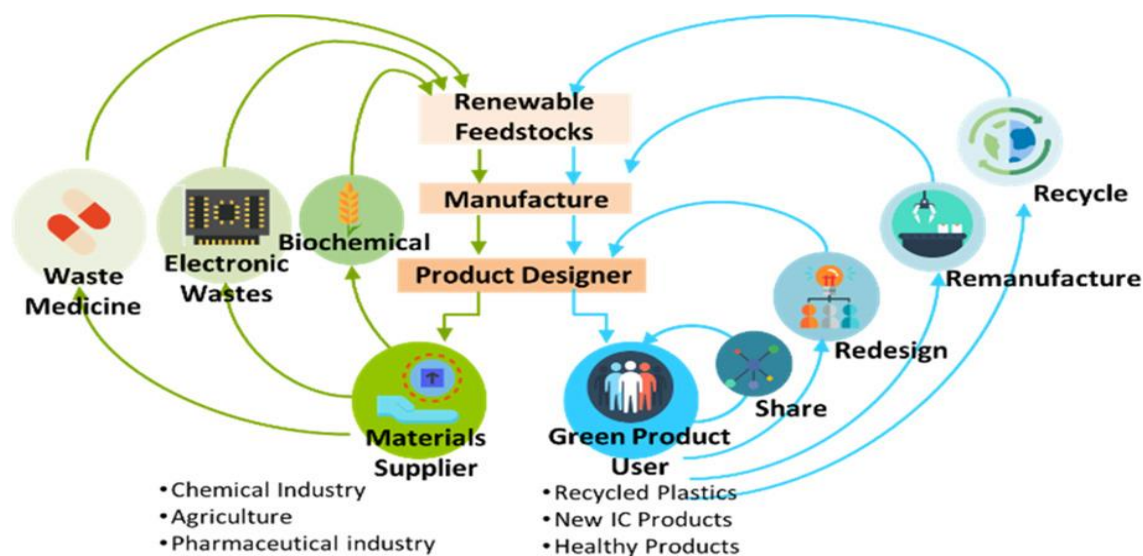 Renewable
Feedstocks
Manufacture
Product Designer
Waste
Medicine
Electronic
Wastes
Biochemical
Materials
Supplier
• Chemical Industry
• Agriculture
• Pharmaceutical industry
Green Product
User
• Recycled Plastics
• New IC Products
• Healthy Products
Share
Redesign
Remanufacture
Recycle